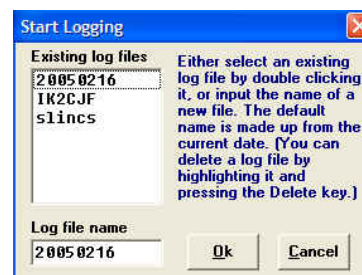 Start Logging
Existing log files
20050216
IK2CJF
slincs
Either select an existing
log file by double clicking
it, or input the name of a
new file. The default
name is made up from the
current date. (You can
delete a log file by
highlighting it and
pressing the Delete key.)
Log file name
20050216
Ok
Cancel